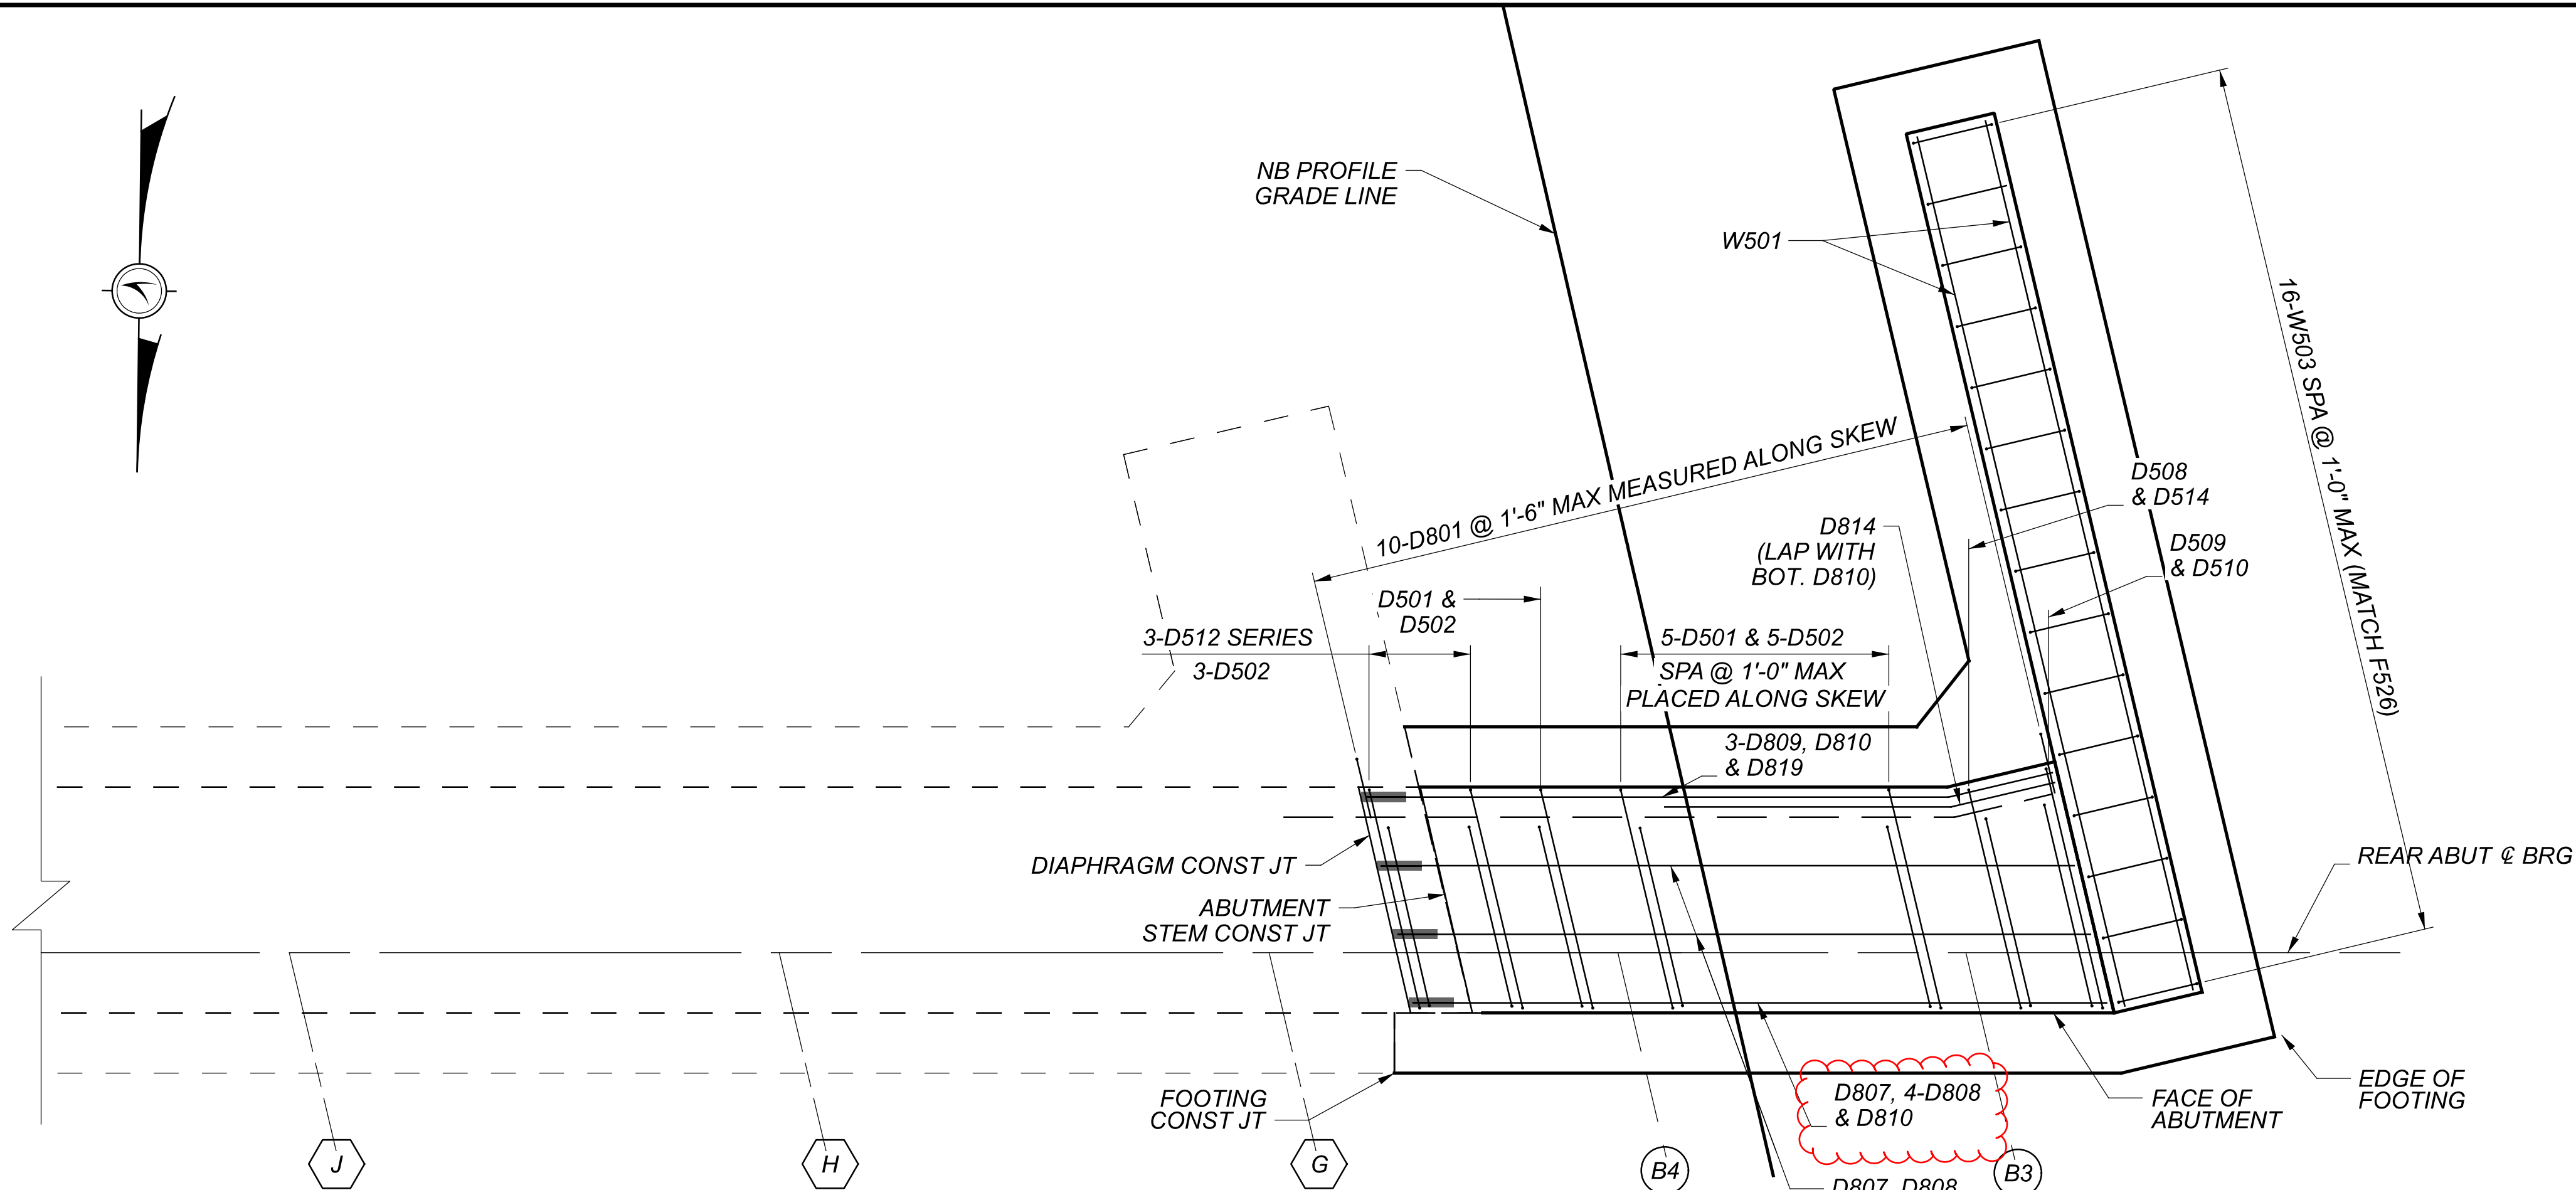 NB PROFILE
GRADE LINE
W501
16-W503 SPA @ 1'-0" MAX (MATCH F526)
10-D801 @ 1'-6" MAX MEASURED ALONG SKEW
D508
& D514
D814
(LAP WITH
BOT. D810)
D509
& D510
D501 &
D502
3-D512 SERIES
3-D502
5-D501 & 5-D502
SPA @ 1'-0" MAX
PLACED ALONG SKEW
3-D809, D810
& D819
DIAPHRAGM CONST JT
REAR ABUT ℄ BRG
ABUTMENT
STEM CONST JT
FOOTING
CONST JT
D807, 4-D808
& D810
FACE OF
ABUTMENT
EDGE OF
FOOTING
J
H
G
B4
B3
D807, D808